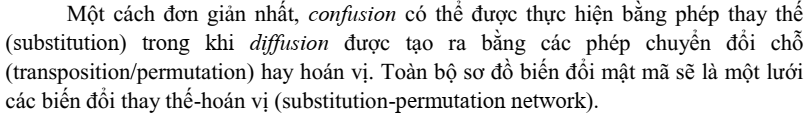 Một cách đơn giản nhất, confusion có thể được thực hiện bằng phép thay thế
(substitution) trong khi diffusion được tạo ra bằng các phép chuyển đổi chỗ
(transposition/permutation) hay hoán vị. Toàn bộ sơ đồ biến đổi mật mã sẽ là một lưới
các biến đổi thay thế-hoán vị (substitution-permutation network).